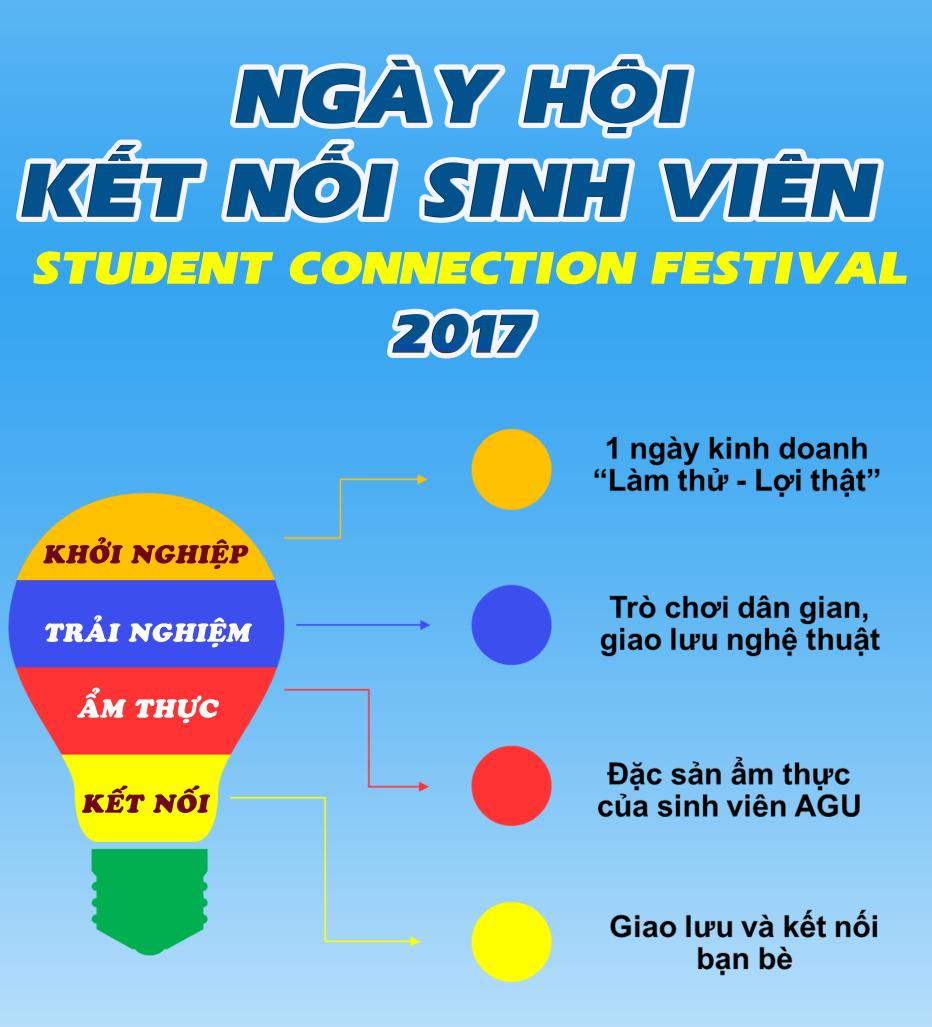 NGÀY HỘI
KẾT NỐI SINH VIÊN
STUDENT CONNECTION FESTIVAL
2017
KHỞI NGHIỆP
1 ngày kinh doanh
“Làm thử - Lợi thật”
TRẢI NGHIỆM
Trò chơi dân gian,
giao lưu nghệ thuật
ẨM THỰC
Đặc sản ẩm thực
của sinh viên AGU
KẾT NỐI
Giao lưu và kết nối
bạn bè